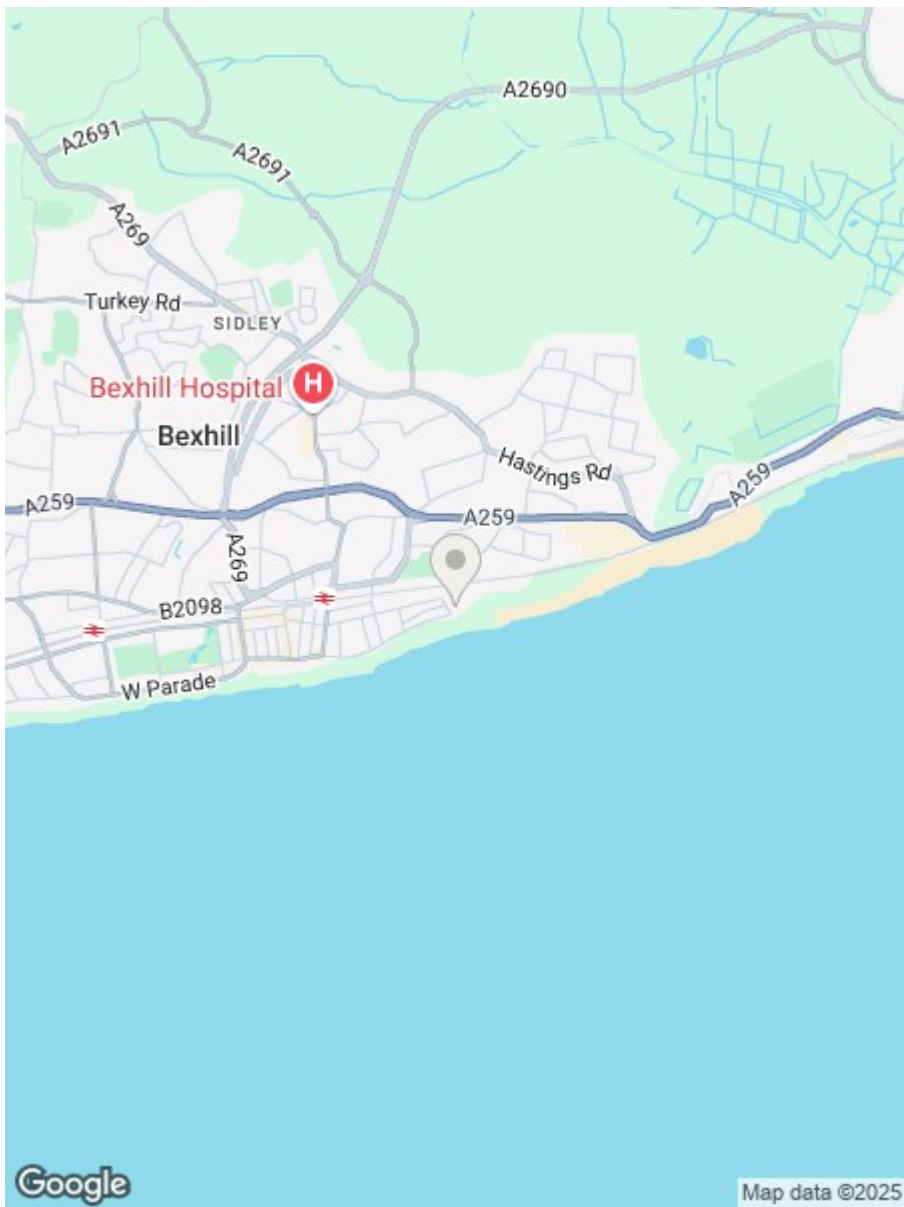 A2690
A2691
A2691
A269
Turkey Rd
SIDLEY
Bexhill Hospital
H
Bexhill
Hastings Rd
A259
A259
A259
A269
B2098
W Parade
Google
Map data ©2025